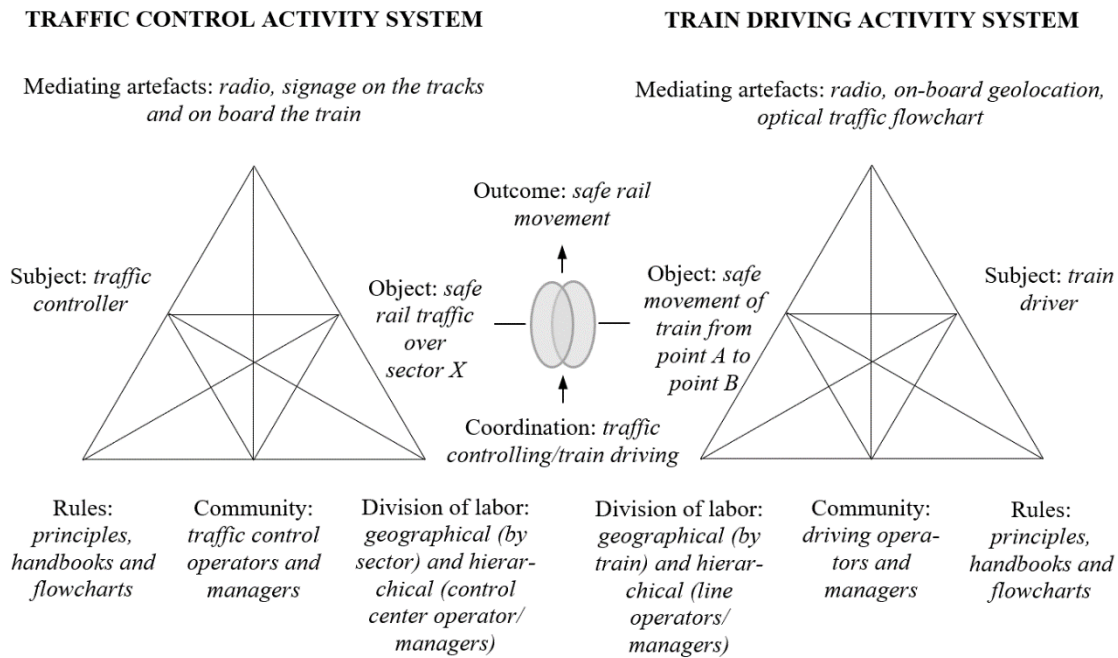 TRAFFIC CONTROL ACTIVITY SYSTEM
TRAIN DRIVING ACTIVITY SYSTEM
Mediating artefacts: radio, signage on the tracks
and on board the train
Mediating artefacts: radio, on-board geolocation,
optical traffic flowchart
Outcome: safe rail
movement
Subject: traffic
controller
Object: safe
rail traffic
over
sector X
Object: safe
movement of
train from
point A to
point B
Subject: train
driver
Coordination: traffic
controlling/train driving
Rules:
principles,
handbooks and
flowcharts
Community:
traffic control
operators and
managers
Division of labor:
geographical (by
sector) and hierar-
chical (control
center operator/
managers)
Division of labor:
geographical (by
train) and hierar-
chical (line
operators/
managers)
Community:
driving opera-
tors and
managers
Rules:
principles,
handbooks and
flowcharts